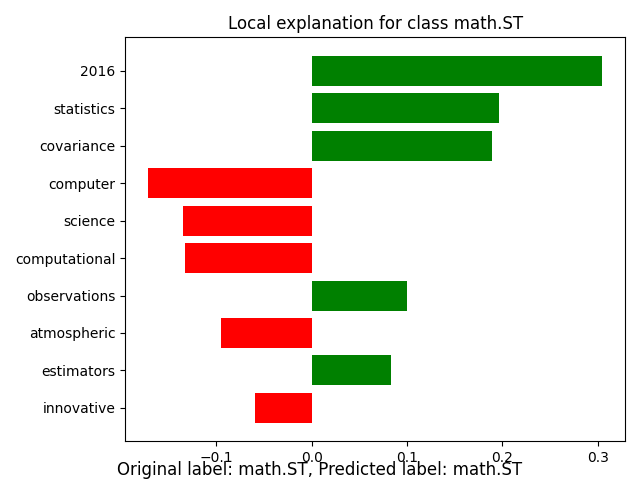 Local explanation for class math.ST
2016
statistics
covariance
computer
science
computational
observations
atmospheric
estimators
innovative
−0.1 0.0 0.1 0.2 0.3
Original label: math.ST, Predicted label: math.ST